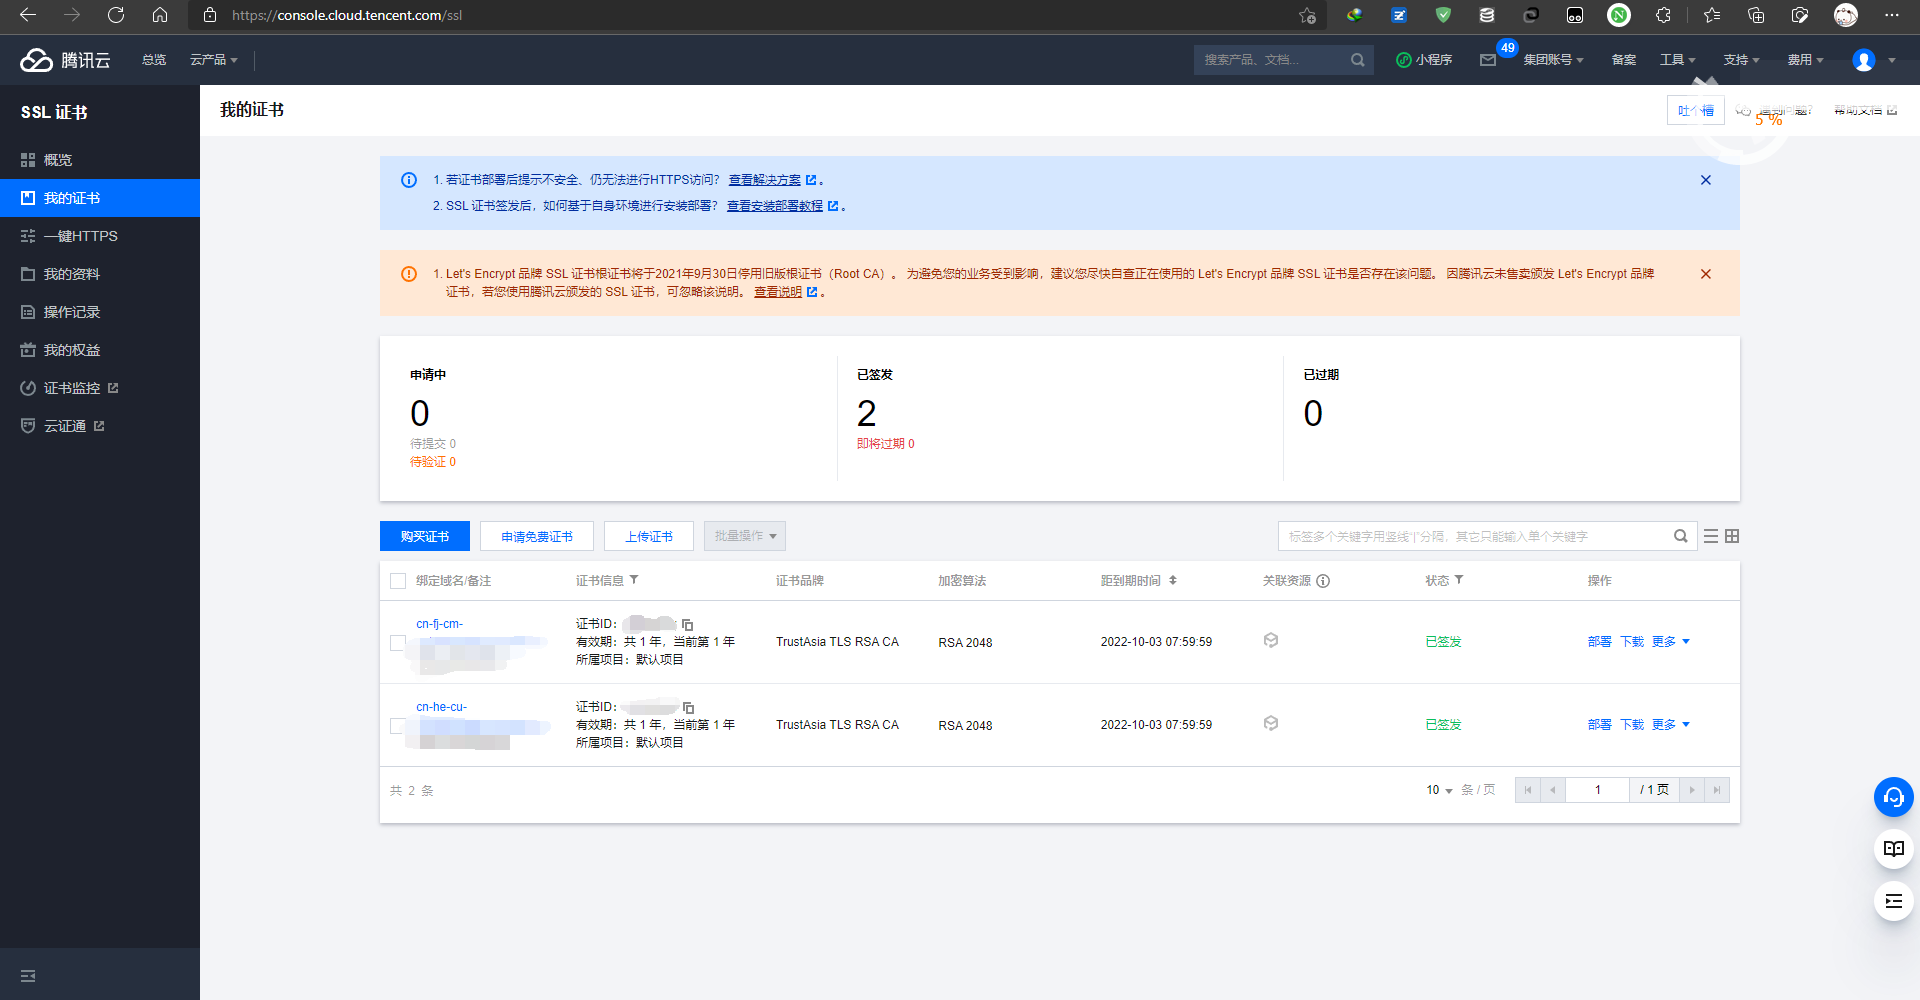 https://console.cloud.tencent.com/ssl
腾讯云
总览
云产品
搜索产品、文档...
小程序
49
集团账号
备案
工具
支持
费用
SSL 证书
概览
我的证书
一键HTTPS
我的资料
操作记录
我的权益
证书监控
云证通
我的证书
吐个槽
遇到问题?
帮助文档
5 %
1. 若证书部署后提示不安全、仍无法进行HTTPS访问? 查看解决方案 。
2. SSL 证书签发后,如何基于自身环境进行安装部署? 查看安装部署教程 。
1. Let's Encrypt 品牌 SSL 证书根证书将于2021年9月30日停用旧版根证书(Root CA)。 为避免您的业务受到影响,建议您尽快自查正在使用的 Let's Encrypt 品牌 SSL 证书是否存在该问题。 因腾讯云未售卖颁发 Let's Encrypt 品牌
证书,若您使用腾讯云颁发的 SSL 证书,可忽略该说明。 查看说明 。
申请中
0
待提交 0
待验证 0
已签发
2
即将过期 0
已过期
0
购买证书
申请免费证书
上传证书
批量操作
标签多个关键字用竖线“|”分隔,其它只能输入单个关键字
绑定域名/备注
证书信息
证书品牌
加密算法
距到期时间
关联资源
状态
操作
cn-fj-cm-
证书ID:
有效期:共 1 年,当前第 1 年
所属项目:默认项目
TrustAsia TLS RSA CA
RSA 2048
2022-10-03 07:59:59
已签发
部署 下载 更多
cn-he-cu-
证书ID:
有效期:共 1 年,当前第 1 年
所属项目:默认项目
TrustAsia TLS RSA CA
RSA 2048
2022-10-03 07:59:59
已签发
部署 下载 更多
共 2 条
10 条 / 页
1
/ 1 页